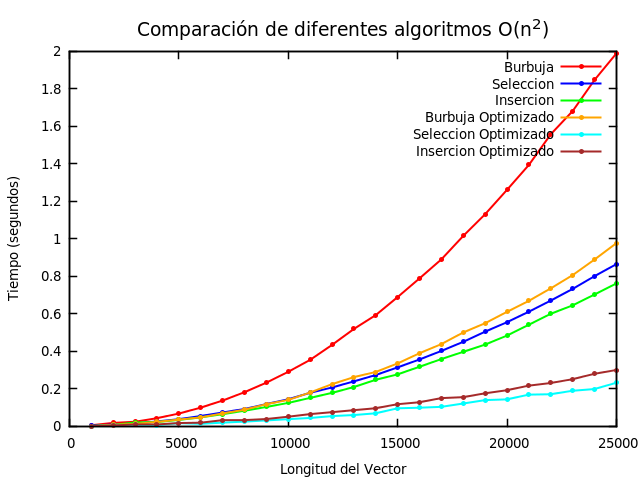 Comparación de diferentes algoritmos O(n²)
2
1.8
1.6
1.4
1.2
1
0.8
0.6
0.4
0.2
0
Tiempo (segundos)
Burbuja
Seleccion
Insercion
Burbuja Optimizado
Seleccion Optimizado
Insercion Optimizado
0 5000 10000 15000 20000 25000
Longitud del Vector